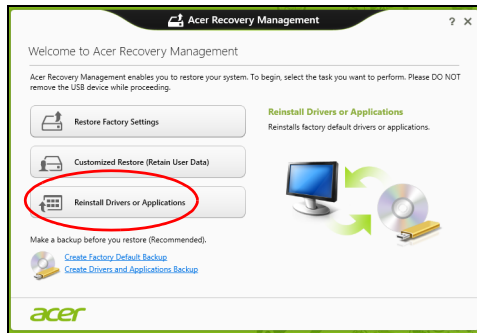 Acer Recovery Management
? X
Welcome to Acer Recovery Management
Acer Recovery Management enables you to restore your system. To begin, select the task you want to perform. Please DO NOT
remove the USB device while proceeding.
Restore Factory Settings
Customized Restore (Retain User Data)
Reinstall Drivers or Applications
Reinstall Drivers or Applications
Reinstalls factory default drivers or applications.
Make a backup before you restore (Recommended).
Create Factory Default Backup
Create Drivers and Applications Backup
acer